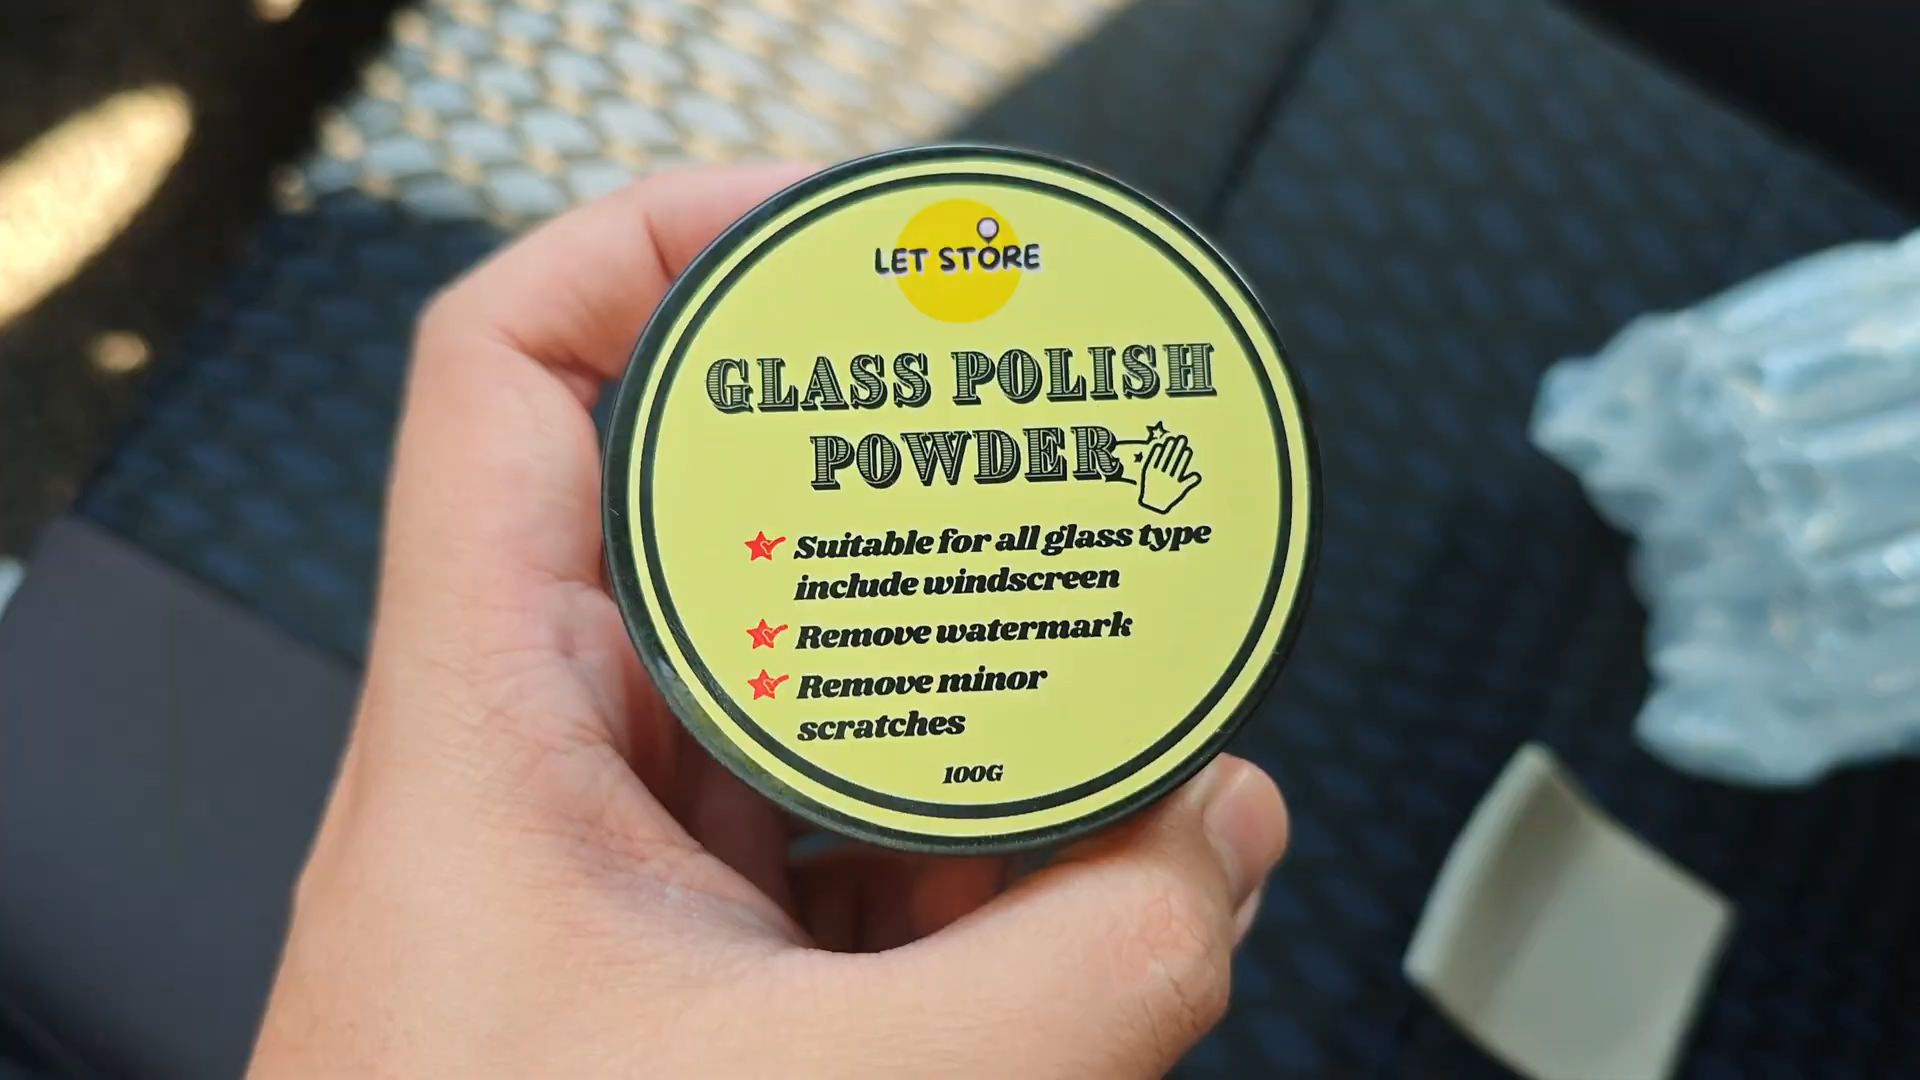 LET STORE
GLASS POLISH
POWDER
Suitable for all glass type
include windscreen
Remove watermark
Remove minor
scratches
100G